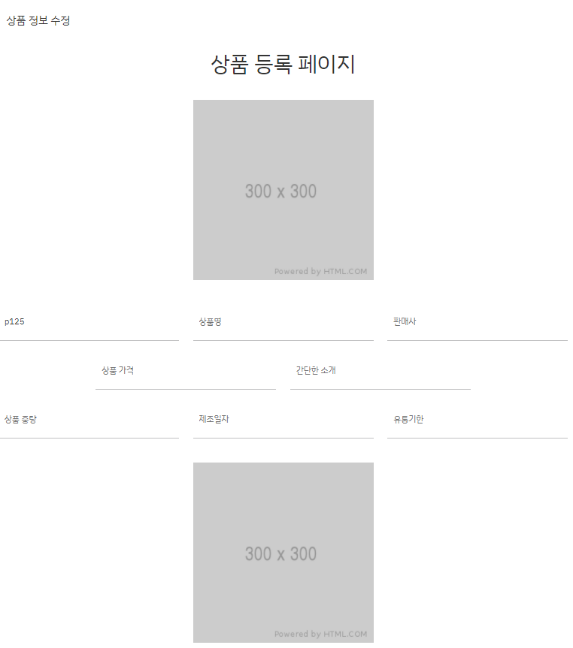 상품 정보 수정
상품 등록 페이지
300 x 300
Powered by HTML.COM
p125 상품명 판매사
상품 가격 간단한 소개
상품 중량 제조일자 유통기한
300 x 300
Powered by HTML.COM